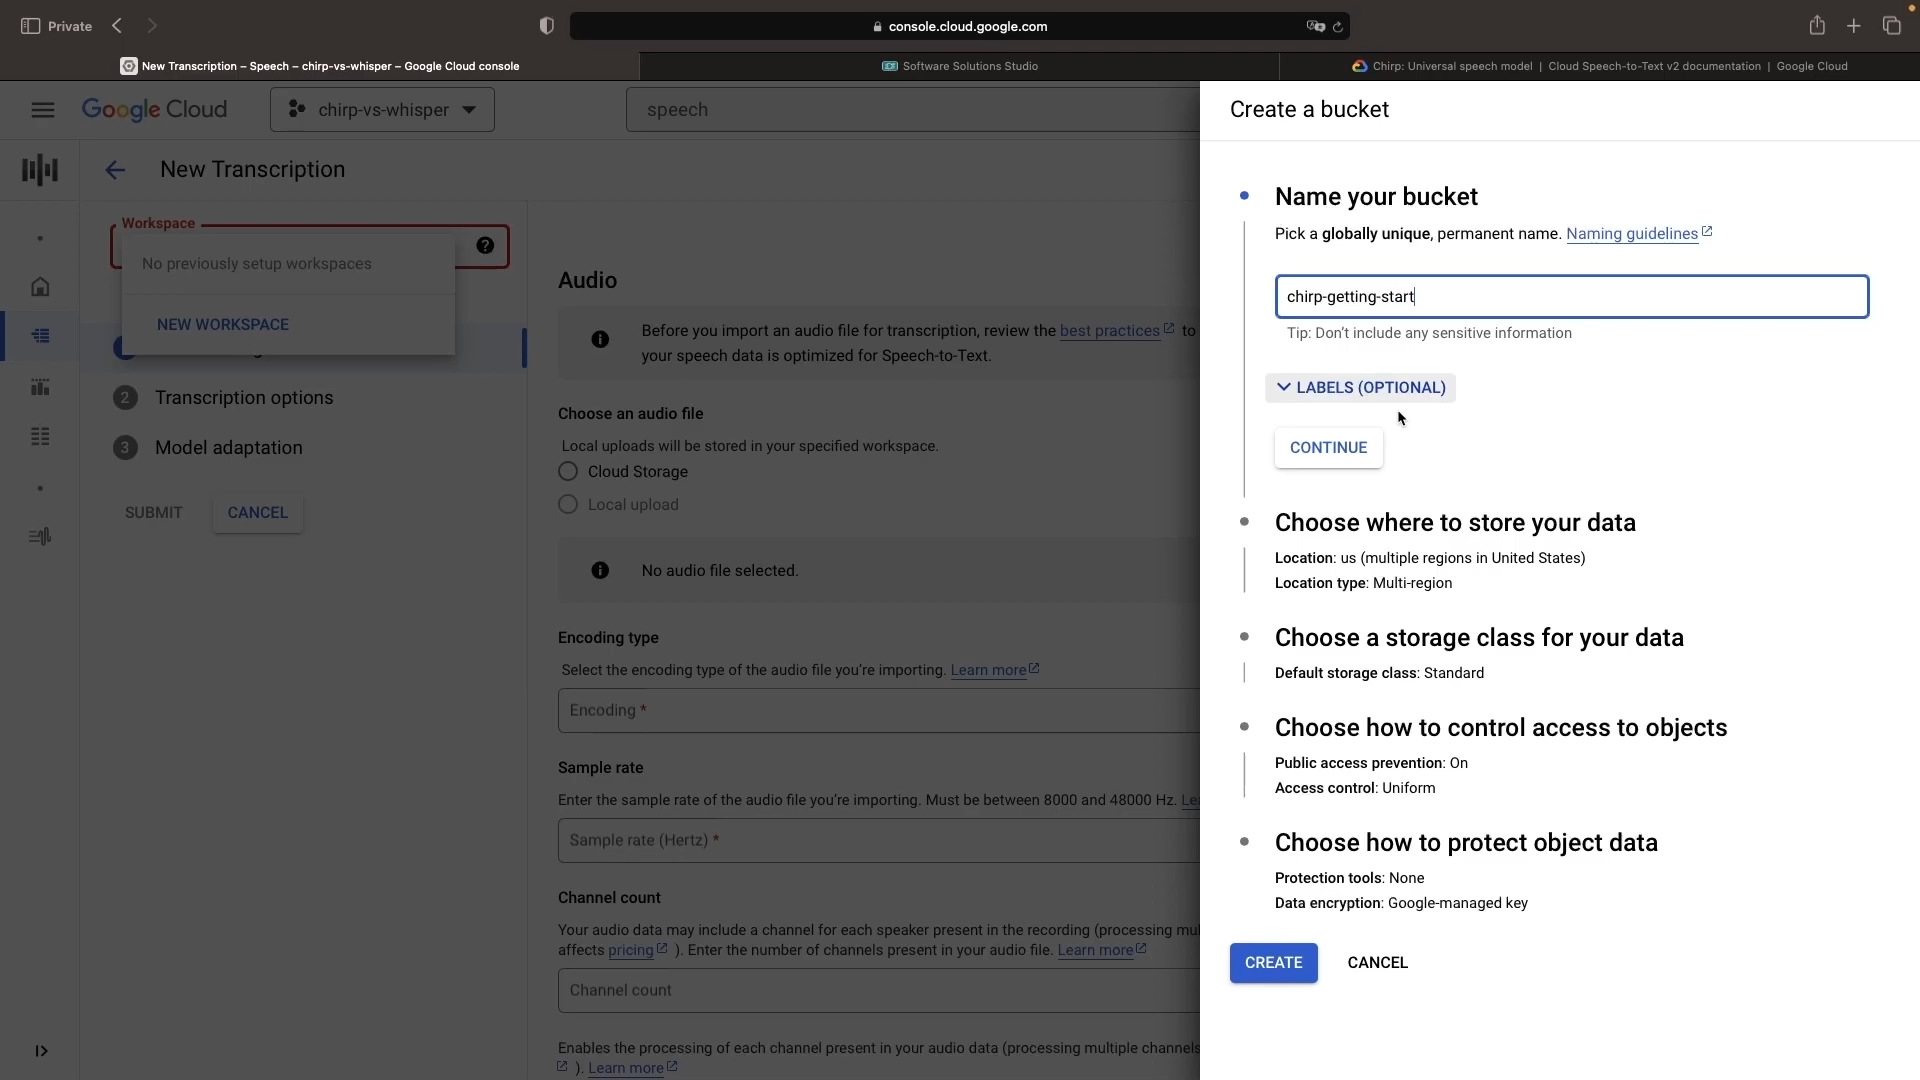 Private
console.cloud.google.com
New Transcription – Speech – chirp-vs-whisper – Google Cloud console
Software Solutions Studio
Chirp: Universal speech model | Cloud Speech-to-Text v2 documentation | Google Cloud
Google Cloud
chirp-vs-whisper
speech
New Transcription
Workspace
No previously setup workspaces
NEW WORKSPACE
2 Transcription options
3 Model adaptation
SUBMIT
CANCEL
Audio
Before you import an audio file for transcription, review the best practices to
your speech data is optimized for Speech-to-Text.
Choose an audio file
Local uploads will be stored in your specified workspace.
Cloud Storage
Local upload
No audio file selected.
Encoding type
Select the encoding type of the audio file you're importing. Learn more
Encoding *
Sample rate
Enter the sample rate of the audio file you're importing. Must be between 8000 and 48000 Hz.
Sample rate (Hertz) *
Channel count
Your audio data may include a channel for each speaker present in the recording (processing
affects pricing ). Enter the number of channels present in your audio file. Learn more
Channel count
Enables the processing of each channel present in your audio data (processing multiple channels
). Learn more
Create a bucket
Name your bucket
Pick a globally unique, permanent name. Naming guidelines
chirp-getting-start
Tip: Don't include any sensitive information
LABELS (OPTIONAL)
CONTINUE
Choose where to store your data
Location: us (multiple regions in United States)
Location type: Multi-region
Choose a storage class for your data
Default storage class: Standard
Choose how to control access to objects
Public access prevention: On
Access control: Uniform
Choose how to protect object data
Protection tools: None
Data encryption: Google-managed key
CREATE
CANCEL